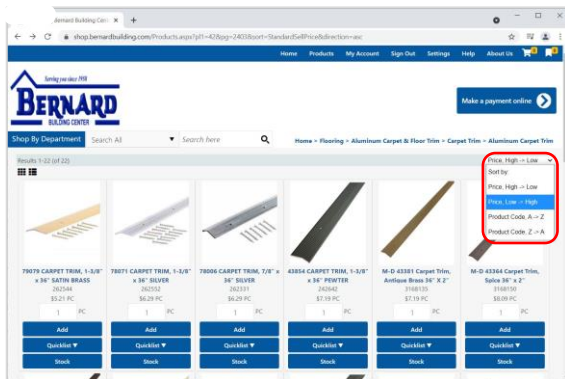 Bernard Building Cen
shop.bernardbuilding.com/Products.aspx?pl1=42&pg=2403&sort=StandardSellPrice&direction=asc
Home Products My Account Sign Out Settings Help About Us
Serving you since 1938
BERNARD
BUILDING CENTER
Make a payment online
Shop By Department Search All Search here Home > Flooring > Aluminum Carpet & Floor Trim > Carpet Trim > Aluminum Carpet Trim
Results 1-22 (of 22) Price, High -> Low
Sort by
Price, High -> Low
Price, Low -> High
Product Code, A -> Z
Product Code, Z -> A
79079 CARPET TRIM, 1-3/8" 78071 CARPET TRIM, 1-3/8" 78006 CARPET TRIM, 7/8" x 43854 CARPET TRIM, 1-3/8" M-D 43381 Carpet Trim, M-D 43364 Carpet Trim,
x 36" SATIN BRASS x 36" SILVER 36" SILVER x 36" PEWTER Antique Brass 36" X 2" Spice 36" x 2"
262544 262552 262531 242642 3168135 3168150
$5.21 PC $6.29 PC $6.29 PC $7.19 PC $7.19 PC $8.09 PC
1 PC 1 PC 1 PC 1 PC 1 PC 1 PC
Add Add Add Add Add Add
Quicklist Quicklist Quicklist Quicklist Quicklist Quicklist
Stock Stock Stock Stock Stock Stock